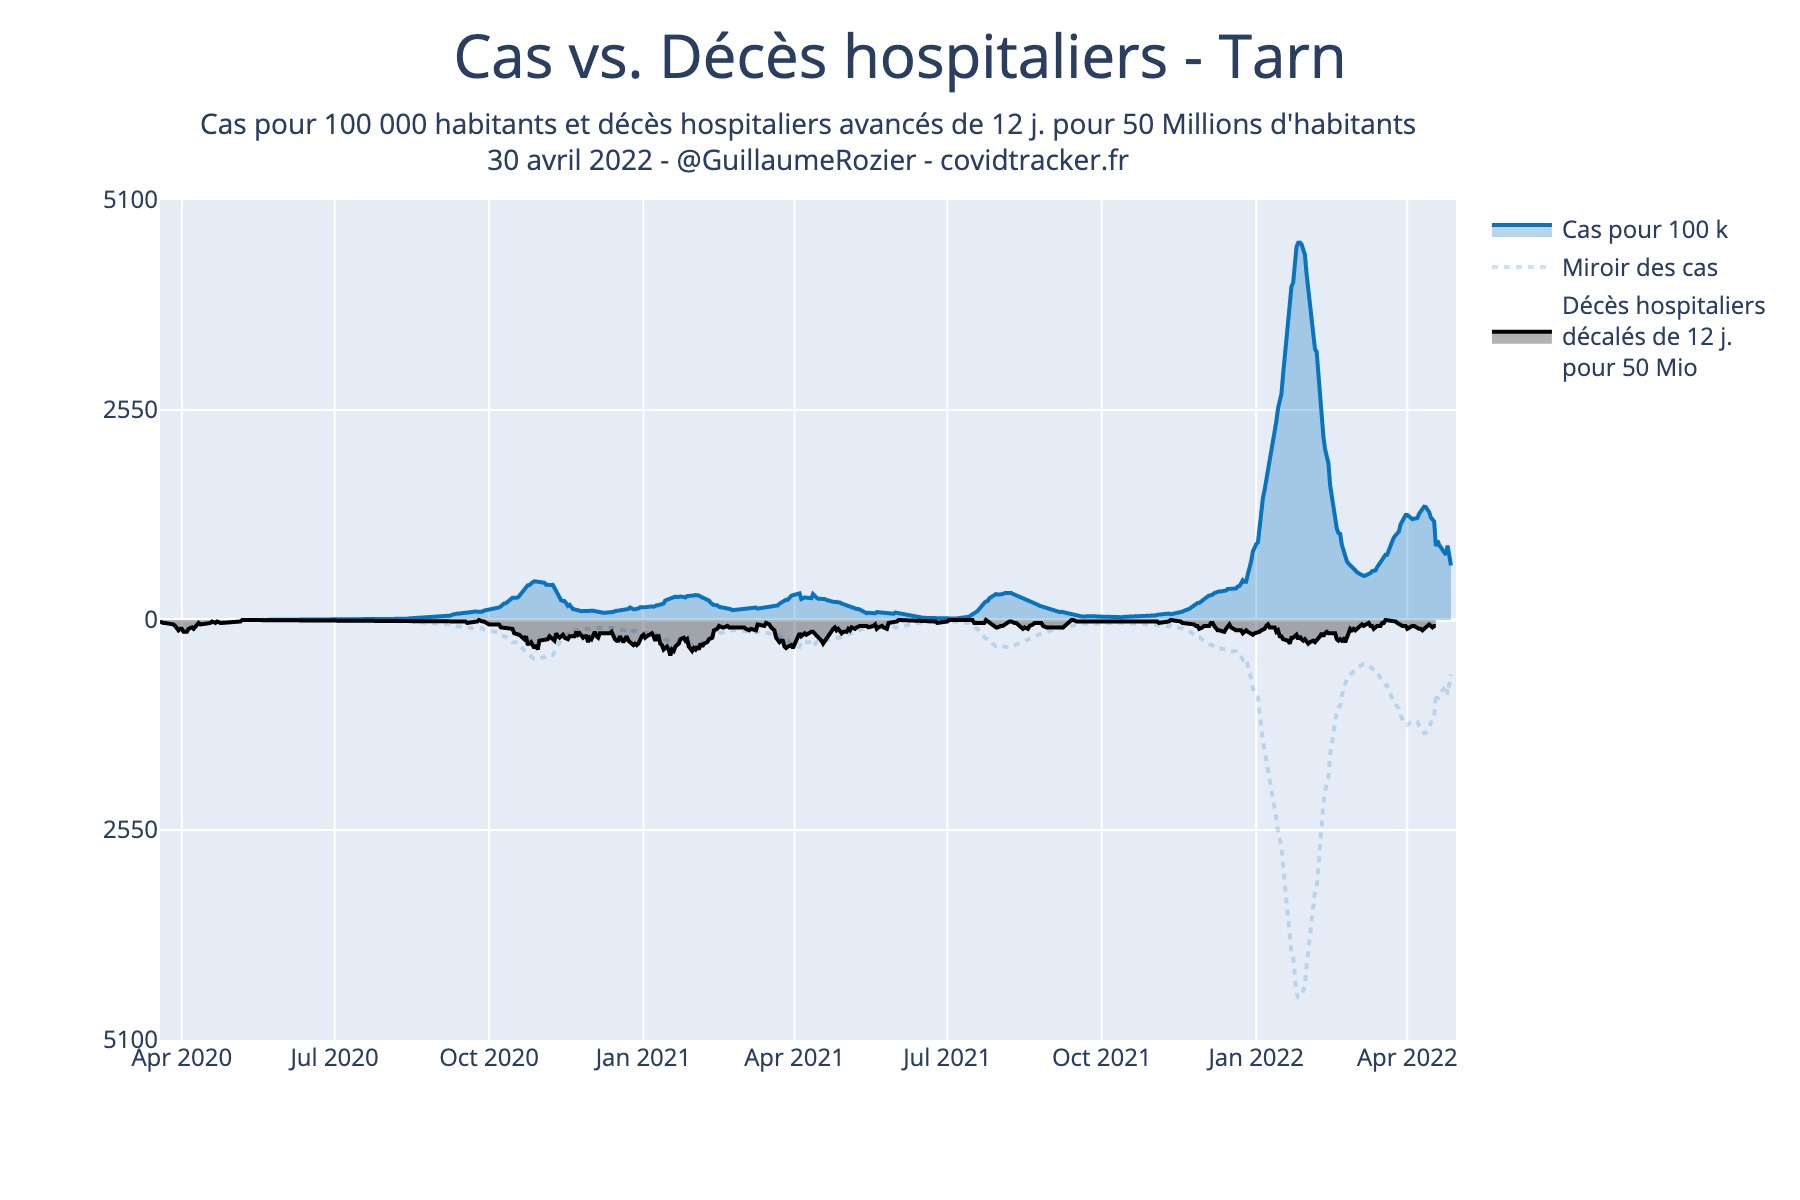 Cas vs. Décès hospitaliers - Tarn
Cas pour 100 000 habitants et décès hospitaliers avancés de 12 j. pour 50 Millions d'habitants
30 avril 2022 - @GuillaumeRozier - covidtracker.fr
5100
2550
0
2550
5100
Apr 2020
Jul 2020
Oct 2020
Jan 2021
Apr 2021
Jul 2021
Oct 2021
Jan 2022
Apr 2022
Cas pour 100 k
Miroir des cas
Décès hospitaliers
décalés de 12 j.
pour 50 Mio